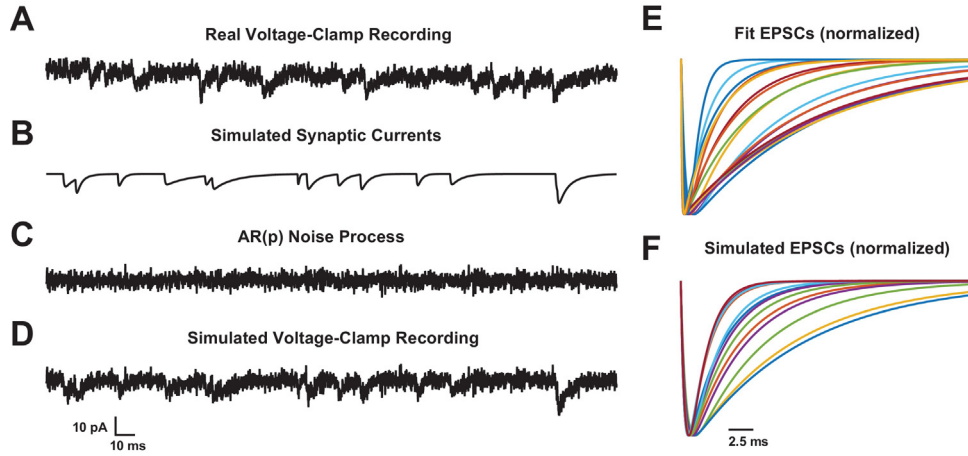 A
Real Voltage-Clamp Recording
B
Simulated Synaptic Currents
C
AR(p) Noise Process
D
Simulated Voltage-Clamp Recording
10 pA
10 ms
E
Fit EPSCs (normalized)
F
Simulated EPSCs (normalized)
2.5 ms